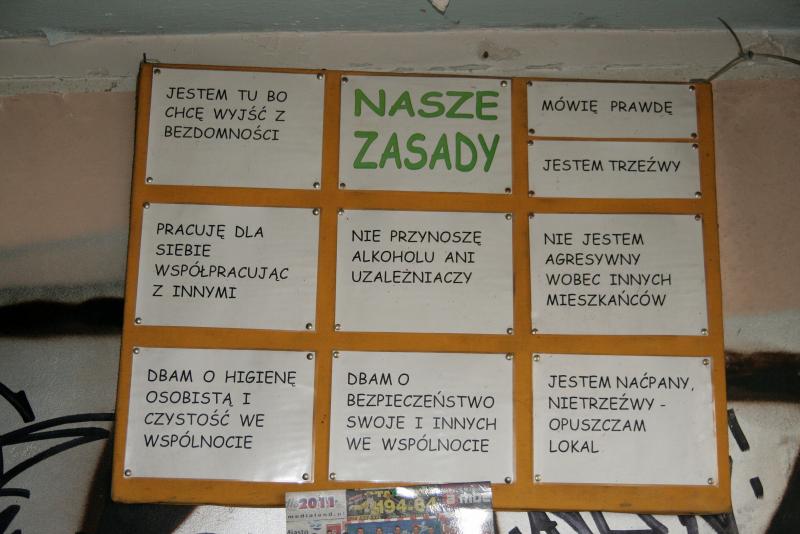 JESTEM TU BO
CHCĘ WYJŚĆ Z
BEZDOMNOŚCI
NASZE
ZASADY
MÓWIĘ PRAWDĘ
JESTEM TRZEŹWY
PRACUJĘ DLA
SIEBIE
WSPÓŁPRACUJĄC
Z INNYMI
NIE PRZYNOSZĘ
ALKOHOLU ANI
UZALEŻNIACZY
NIE JESTEM
AGRESYWNY
WOBEC INNYCH
MIESZKAŃCÓW
DBAM O HIGIENĘ
OSOBISTĄ I
CZYSTOŚĆ WE
WSPÓLNOCIE
DBAM O
BEZPIECZEŃSTWO
SWOJE I INNYCH
WE WSPÓLNOCIE
JESTEM NAĆPANY,
NIETRZEŹWY -
OPUSZCZAM
LOKAL
2011